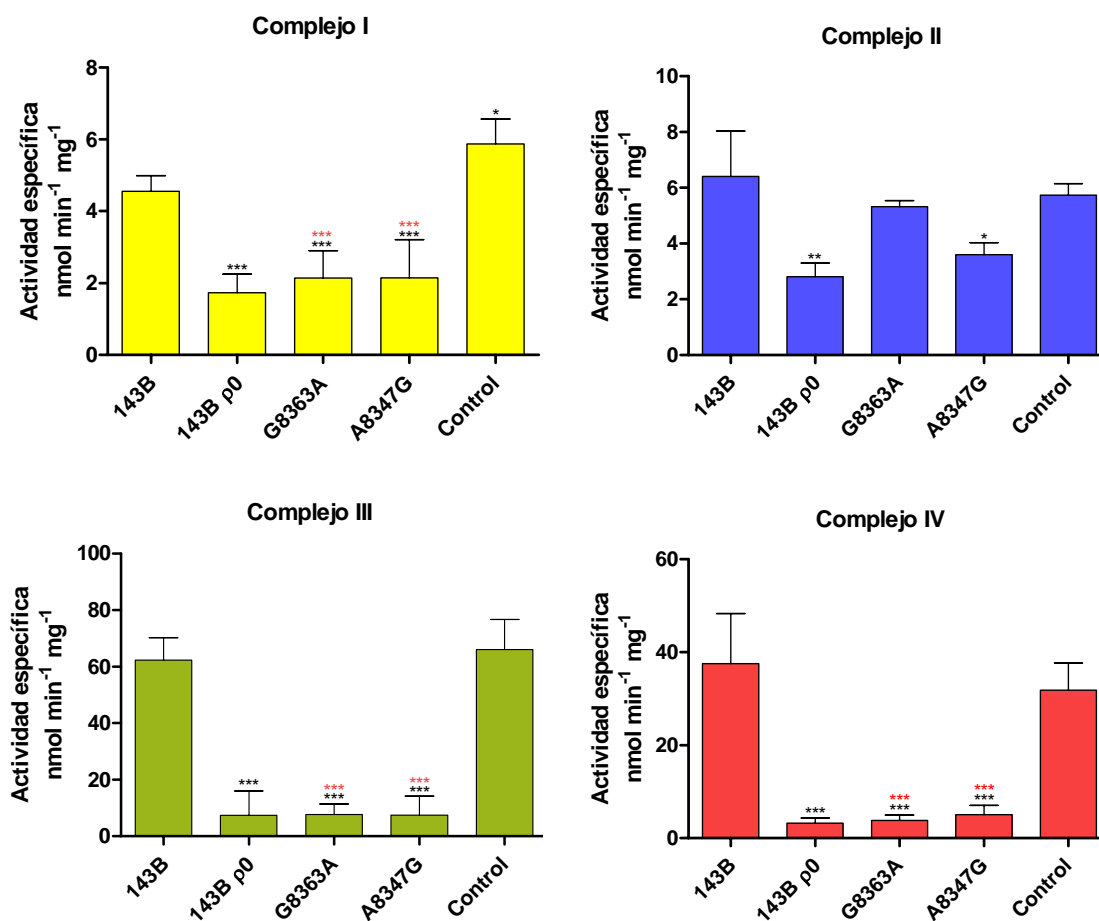 Complejo I
Actividad específica
nmol min⁻¹ mg⁻¹
8
6
4
2
0
***
***
***
***
***
*
143B
143B ρ0
G8363A
A8347G
Control
Complejo II
Actividad específica
nmol min⁻¹ mg⁻¹
10
8
6
4
2
0
**
*
143B
143B ρ0
G8363A
A8347G
Control
Complejo III
Actividad específica
nmol min⁻¹ mg⁻¹
100
80
60
40
20
0
***
***
***
***
***
143B
143B ρ0
G8363A
A8347G
Control
Complejo IV
Actividad específica
nmol min⁻¹ mg⁻¹
60
40
20
0
***
***
***
***
***
143B
143B ρ0
G8363A
A8347G
Control